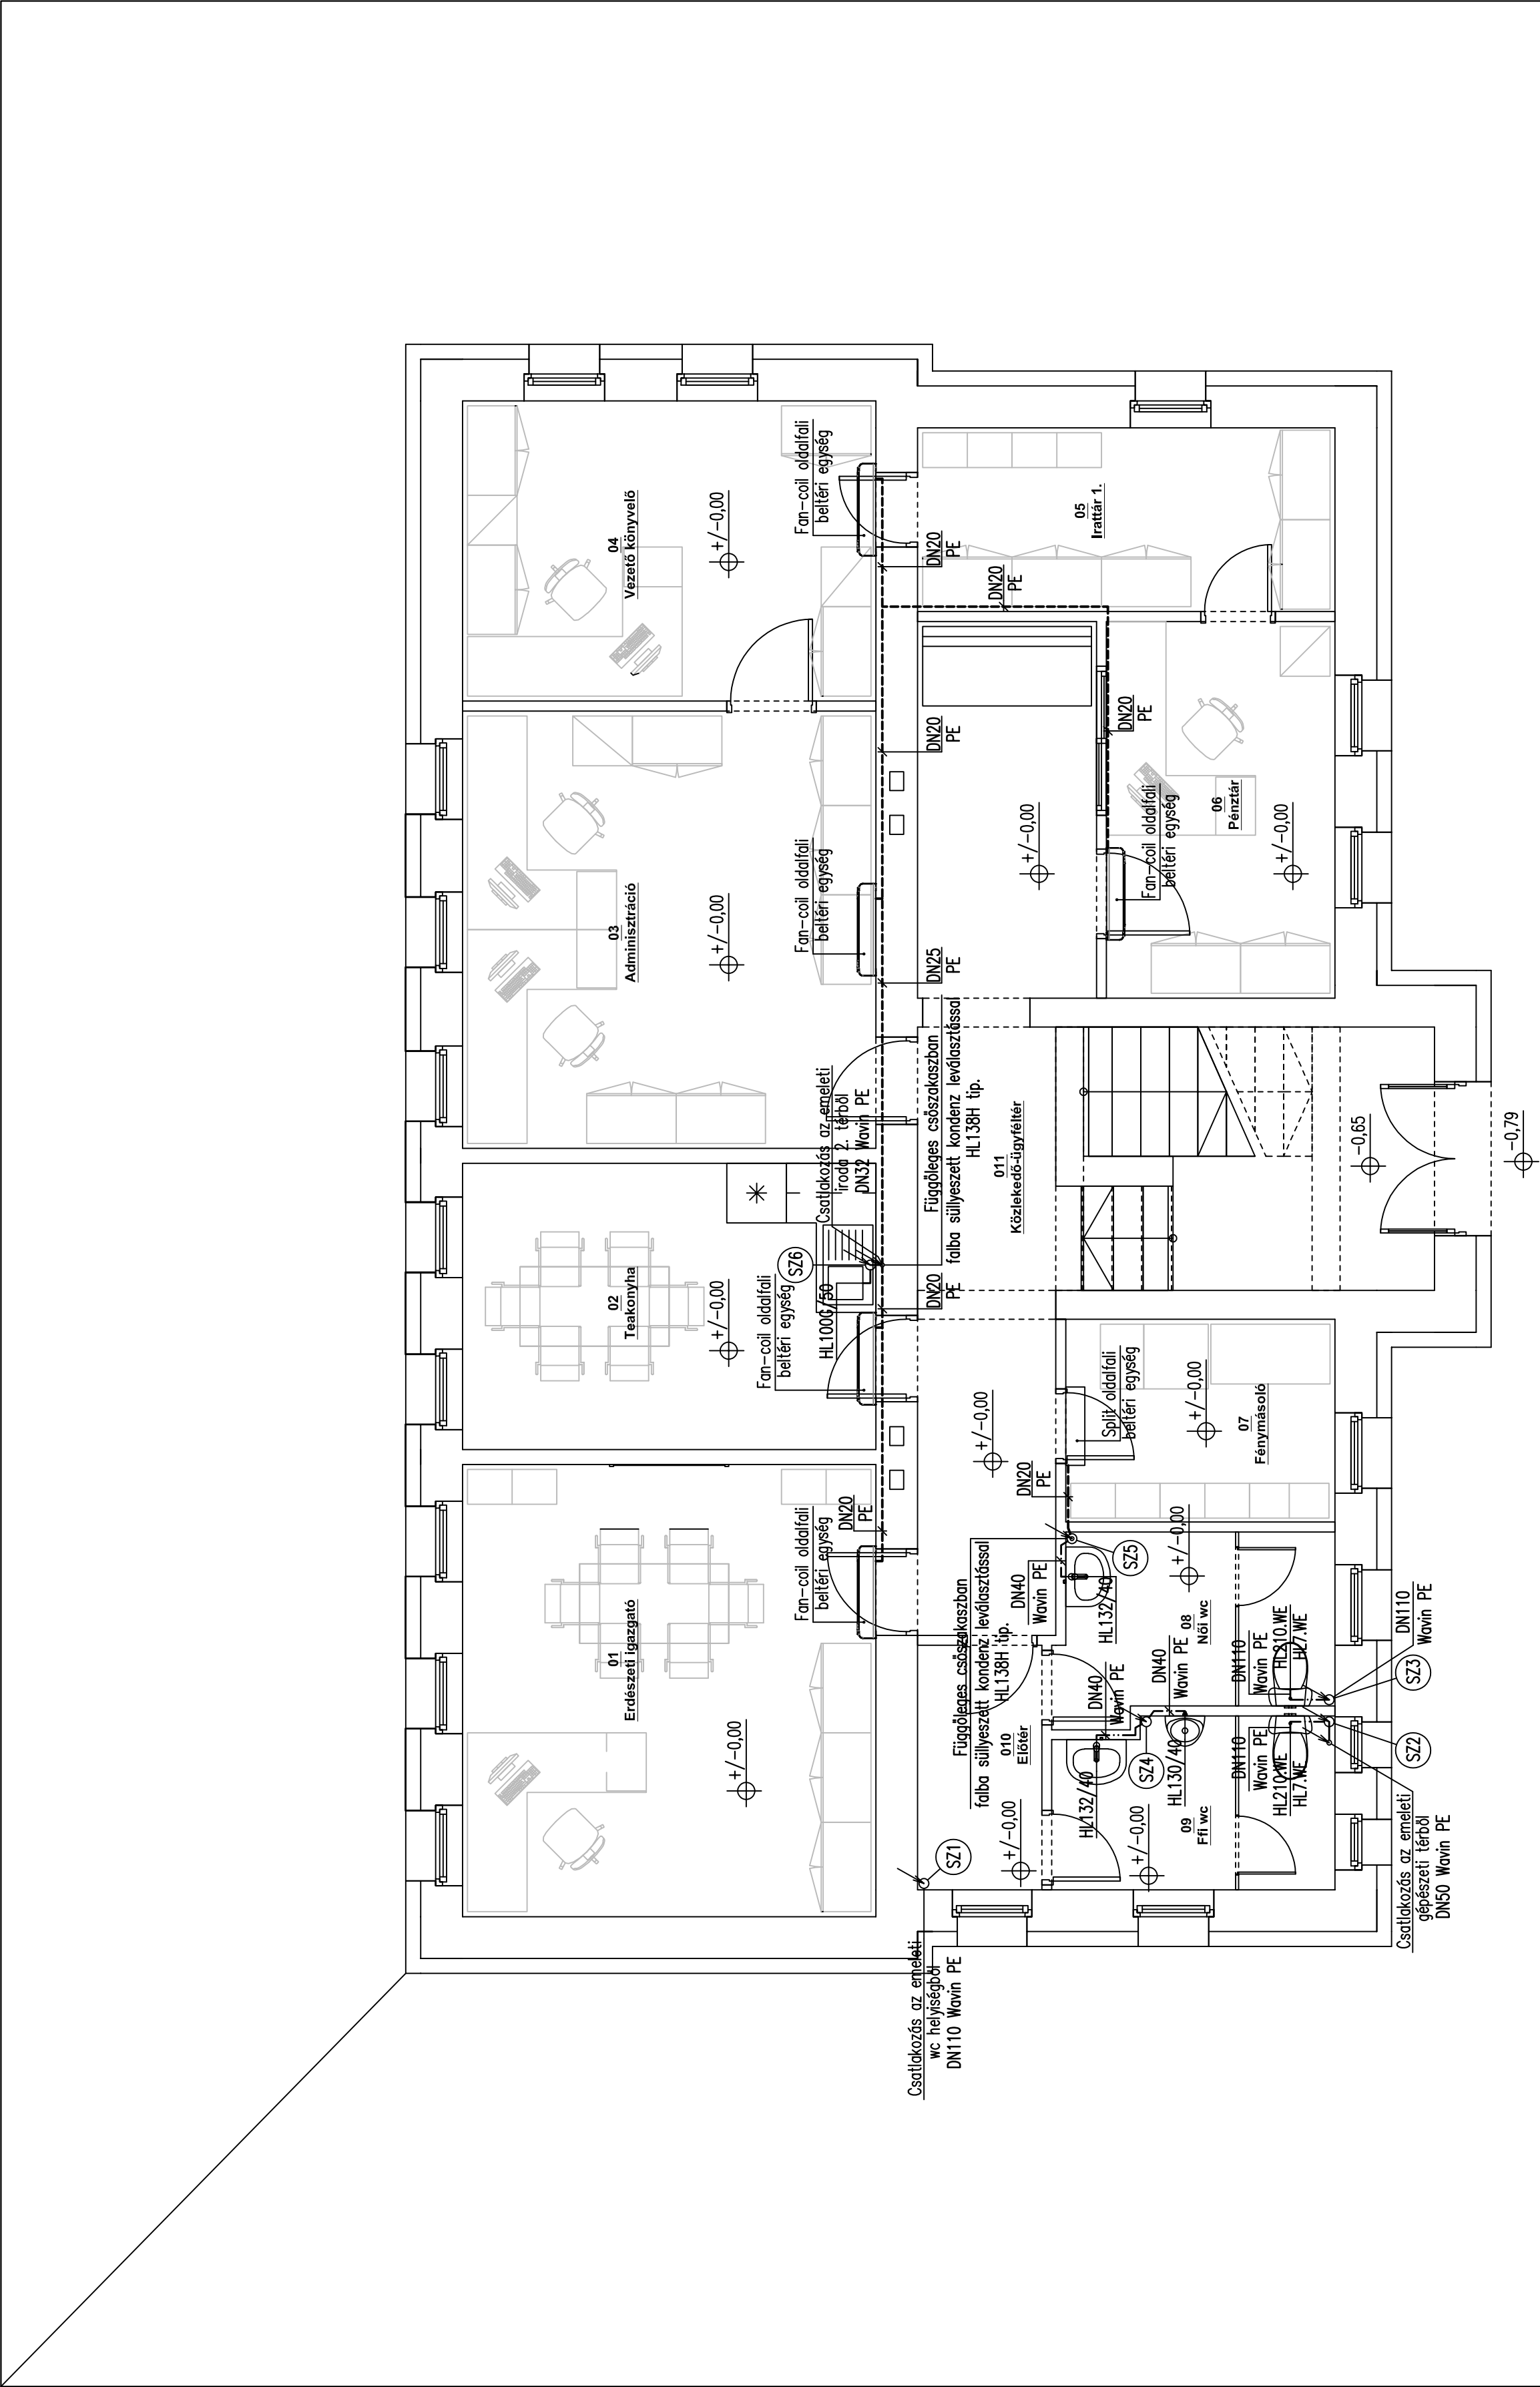 01
Erdészeti igazgató
+/-0,00
Fan-coil oldalfali
beltéri egység
DN20
PE
02
Teakonyha
+/-0,00
Fan-coil oldalfali
beltéri egység
HL100G/50
SZ6
Csatlakozás az emeleti
iroda 2. térből
DN32 Wavin PE
DN20
PE
03
Adminisztráció
+/-0,00
Fan-coil oldalfali
beltéri egység
DN25
PE
DN20
PE
04
Vezető könyvelő
+/-0,00
Fan-coil oldalfali
beltéri egység
DN20
PE
DN20
PE
05
Irattár 1.
06
Pénztár
+/-0,00
Fan-coil oldalfali
beltéri egység
DN20
PE
+/-0,00
Függőleges csőszakaszban
falba süllyeszett kondenz leválasztással
HL138H tip.
011
Közlekedő-ügyféltér
-0,65
-0,79
07
Fénymásoló
+/-0,00
Split oldalfali
beltéri egység
DN20
PE
+/-0,00
Függőleges csőszakaszban
falba süllyeszett kondenz leválasztással
HL138H tip.
010
Előtér
+/-0,00
SZ1
Csatlakozás az emeleti
wc helyiségből
DN110 Wavin PE
SZ5
DN40
Wavin PE
HL132/40
08
Női wc
+/-0,00
DN40
Wavin PE
DN40
Wavin PE
HL132/40
SZ4
HL130/40
09
Ffi wc
+/-0,00
DN110
Wavin PE
HL210.WE
HL7.WE
DN110
Wavin PE
HL210.WE
HL7.WE
DN110
Wavin PE
SZ3
SZ2
Csatlakozás az emeleti
gépészeti térből
DN50 Wavin PE